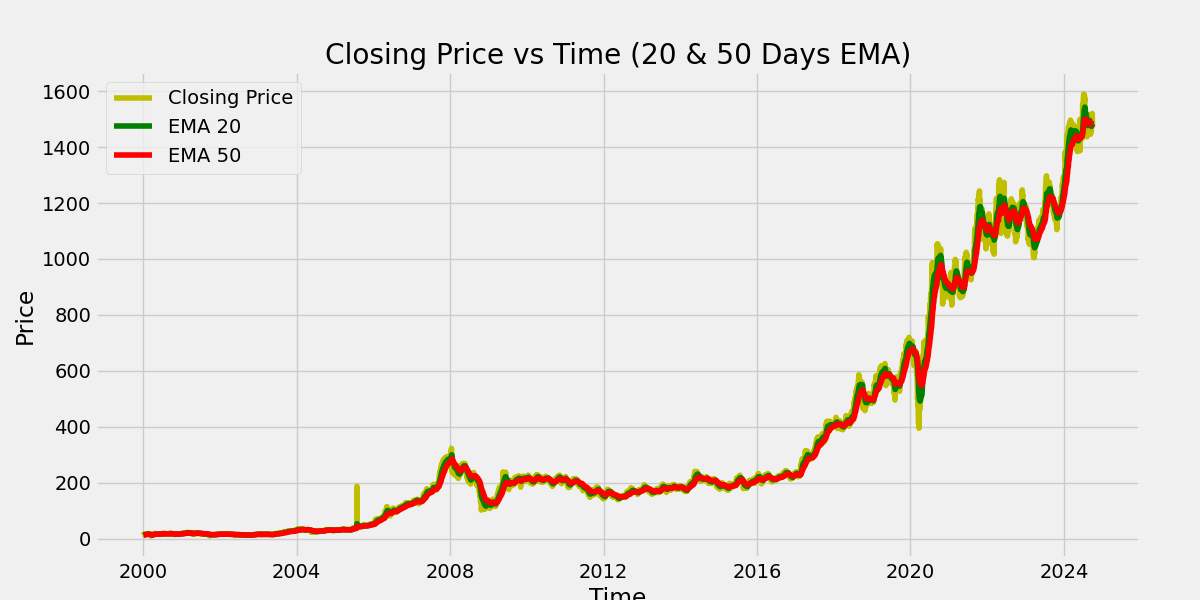 Closing Price vs Time (20 & 50 Days EMA)
Closing Price
EMA 20
EMA 50
Price
1600
1400
1200
1000
800
600
400
200
0
2000 2004 2008 2012 2016 2020 2024
Time